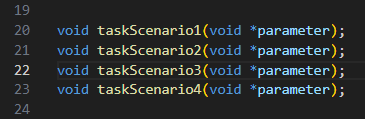 19
20 void taskScenario1(void *parameter);
21 void taskScenario2(void *parameter);
22 void taskScenario3(void *parameter);
23 void taskScenario4(void *parameter);
24